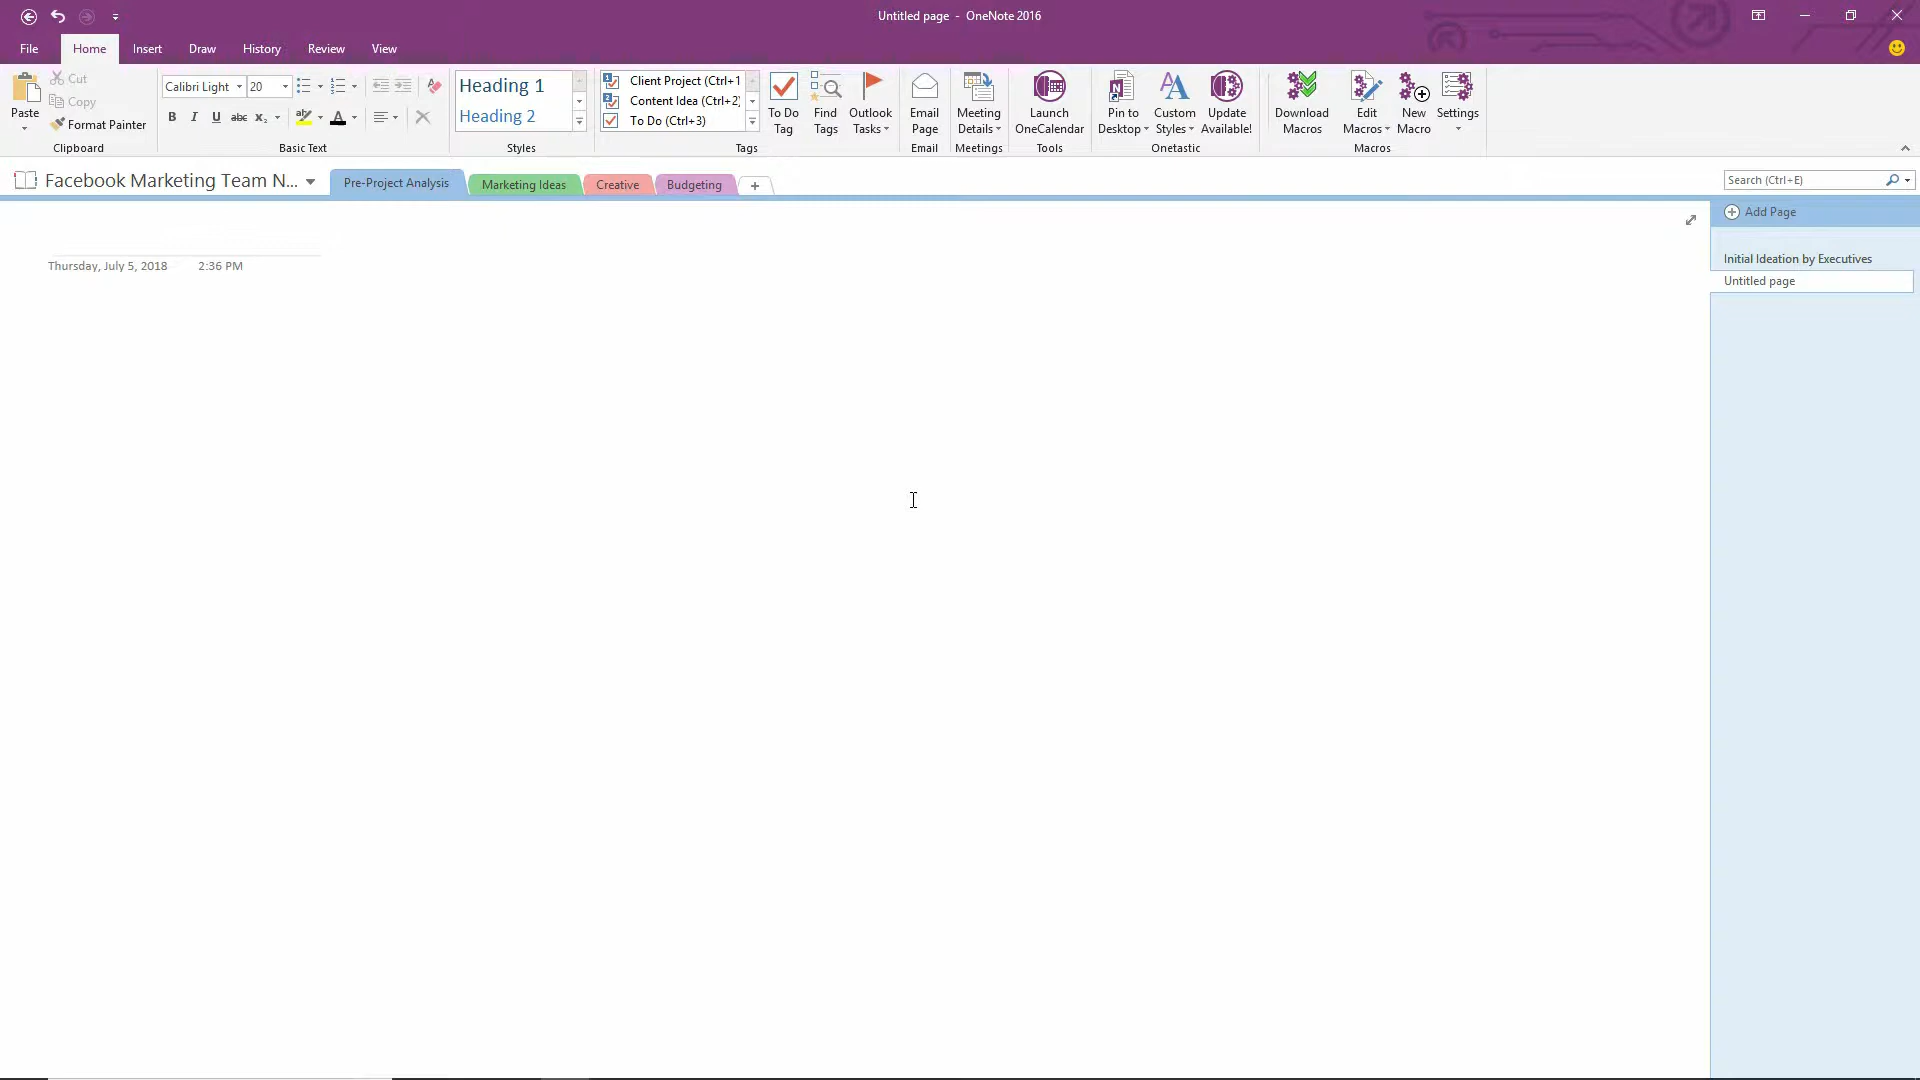 Untitled page - OneNote 2016
File Home Insert Draw History Review View
Paste
Cut
Copy
Format Painter
Clipboard
Calibri Light 20
B I U abc x₂ ab A A
Basic Text
Heading 1
Heading 2
Styles
Client Project (Ctrl+1
Content Idea (Ctrl+2)
To Do (Ctrl+3)
To Do
Tag
Find
Tags
Outlook
Tasks
Tags
Email
Page
Email
Meeting
Details
Meetings
Launch
OneCalendar
Tools
Pin to
Desktop
Custom
Styles
Update
Available!
Onetastic
Download
Macros
Edit
Macros
New
Macro
Settings
Macros
Facebook Marketing Team N...
Pre-Project Analysis Marketing Ideas Creative Budgeting +
Search (Ctrl+E)
Add Page
Thursday, July 5, 2018 2:36 PM
Initial Ideation by Executives
Untitled page